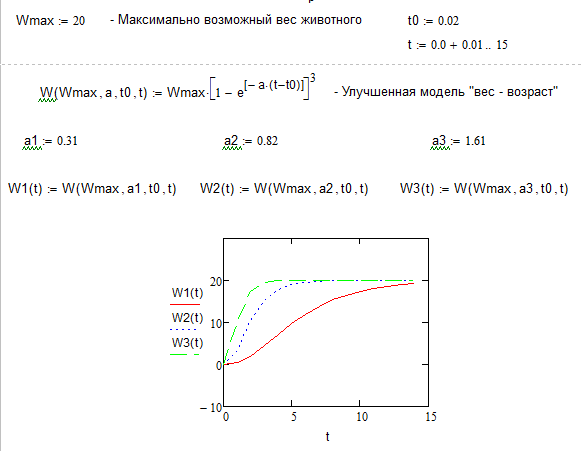 Wmax := 20 - Максимально возможный вес животного t0 := 0.02
t := 0.0 + 0.01 .. 15
W(Wmax, a, t0, t) := Wmax·[1 − e^[− a·(t−t0)]]^3 - Улучшенная модель "вес - возраст"
a1 := 0.31 a2 := 0.82 a3 := 1.61
W1(t) := W(Wmax, a1, t0, t) W2(t) := W(Wmax, a2, t0, t) W3(t) := W(Wmax, a3, t0, t)
W1(t)
W2(t)
W3(t)
20
10
0
− 10
0 5 10 15
t